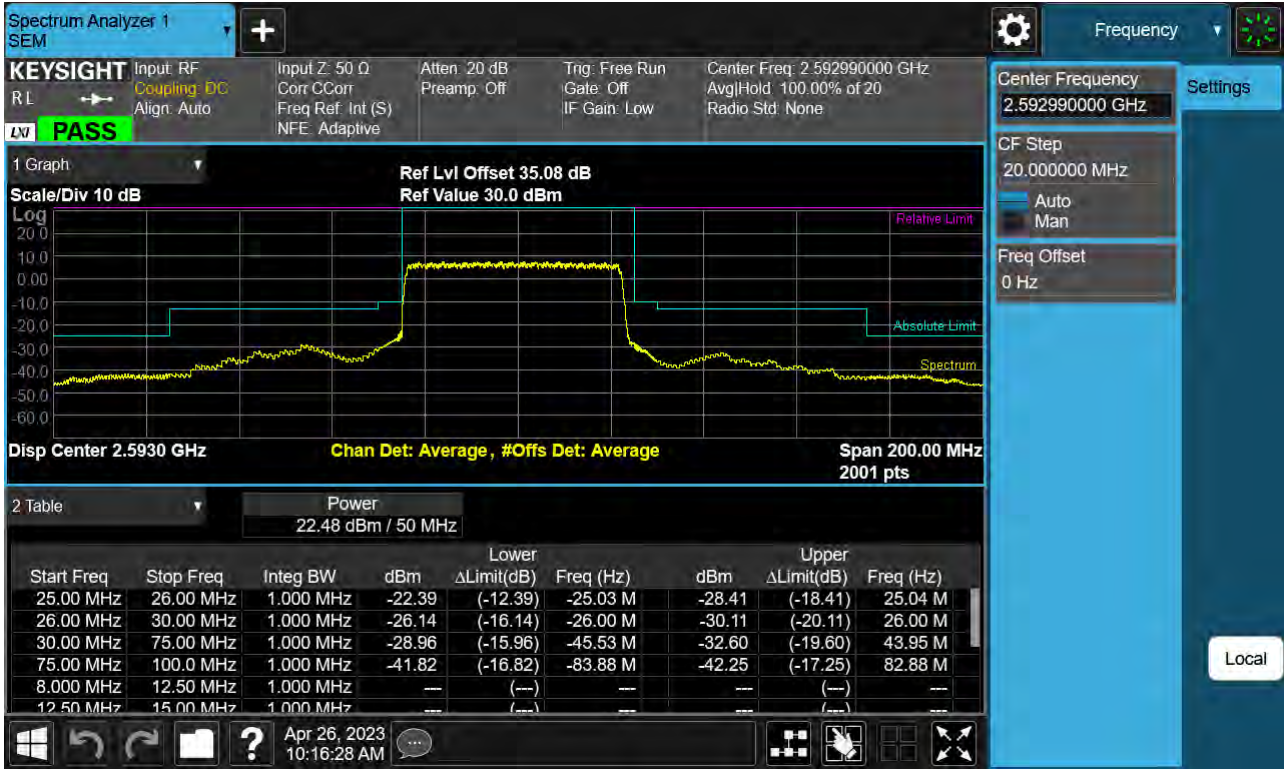 Spectrum Analyzer 1
SEM
Frequency
KEYSIGHT
R L
LXI PASS
Input: RF
Coupling: DC
Align: Auto
Input Z: 50 Ω
Corr CCorr
Freq Ref: Int (S)
NFE: Adaptive
Atten: 20 dB
Preamp: Off
Trig: Free Run
Gate: Off
IF Gain: Low
Center Freq: 2.592990000 GHz
Avg|Hold: 100.00% of 20
Radio Std: None
Center Frequency
2.592990000 GHz
Settings
CF Step
20.000000 MHz
Auto
Man
Freq Offset
0 Hz
Local
1 Graph
Scale/Div 10 dB
Ref Lvl Offset 35.08 dB
Ref Value 30.0 dBm
Log
20.0
10.0
0.00
-10.0
-20.0
-30.0
-40.0
-50.0
-60.0
Relative Limit
Absolute Limit
Spectrum
Disp Center 2.5930 GHz
Chan Det: Average , #Offs Det: Average
Span 200.00 MHz
2001 pts
2 Table
Power
22.48 dBm / 50 MHz
Lower Upper
Start Freq Stop Freq Integ BW dBm ΔLimit(dB) Freq (Hz) dBm ΔLimit(dB) Freq (Hz)
25.00 MHz 26.00 MHz 1.000 MHz -22.39 (-12.39) -25.03 M -28.41 (-18.41) 25.04 M
26.00 MHz 30.00 MHz 1.000 MHz -26.14 (-16.14) -26.00 M -30.11 (-20.11) 26.00 M
30.00 MHz 75.00 MHz 1.000 MHz -28.96 (-15.96) -45.53 M -32.60 (-19.60) 43.95 M
75.00 MHz 100.0 MHz 1.000 MHz -41.82 (-16.82) -83.88 M -42.25 (-17.25) 82.88 M
8.000 MHz 12.50 MHz 1.000 MHz --- (---) --- --- (---) ---
12.50 MHz 15.00 MHz 1.000 MHz --- (---) --- --- (---) ---
Apr 26, 2023
10:16:28 AM